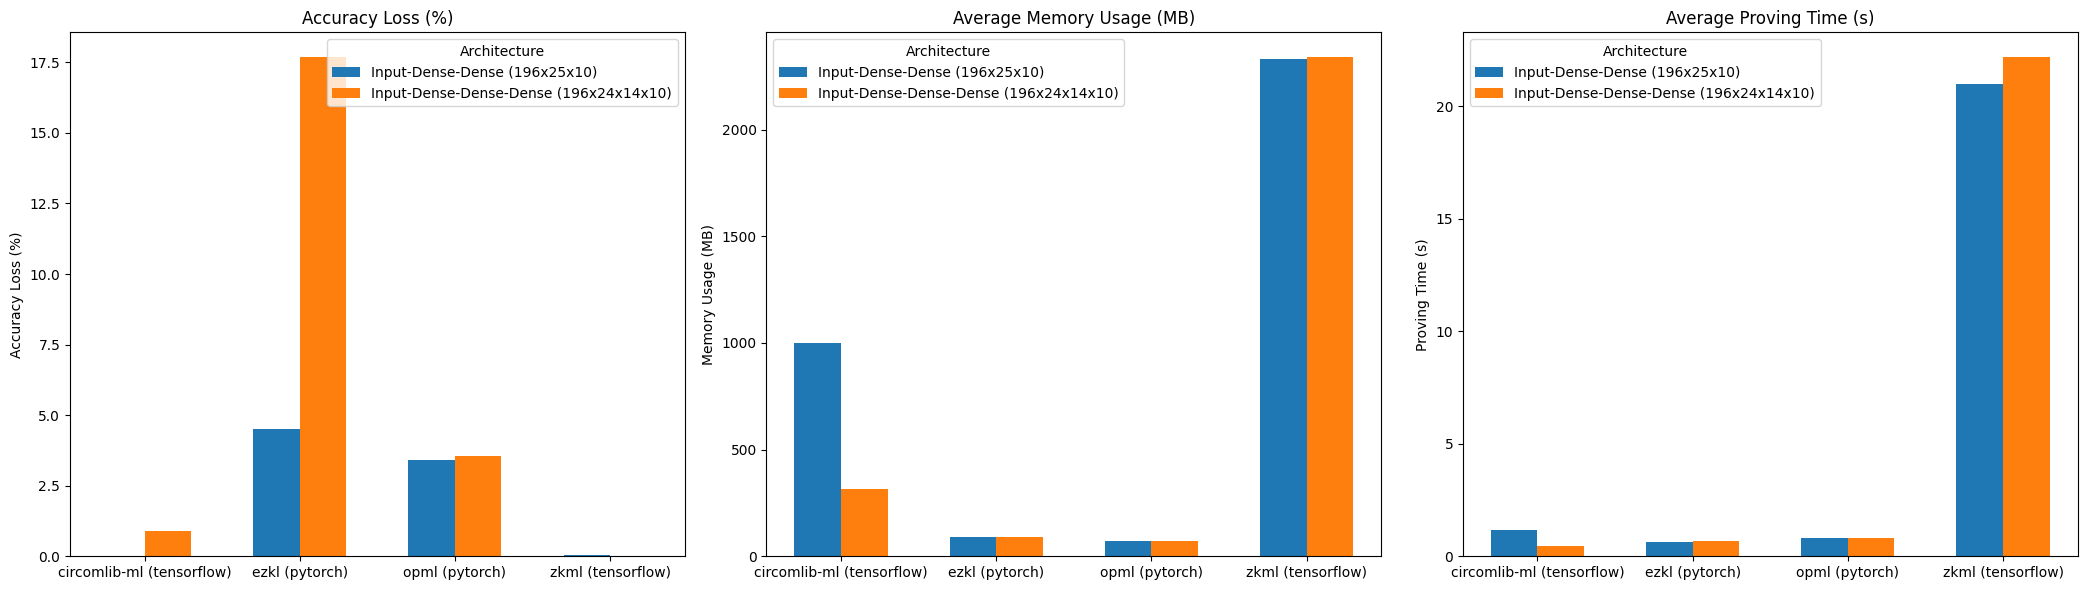 Accuracy Loss (%)
Architecture
Input-Dense-Dense (196x25x10)
Input-Dense-Dense-Dense (196x24x14x10)
17.5
15.0
12.5
10.0
7.5
5.0
2.5
0.0
Accuracy Loss (%)
circomlib-ml (tensorflow)
ezkl (pytorch)
opml (pytorch)
zkml (tensorflow)
Average Memory Usage (MB)
Architecture
Input-Dense-Dense (196x25x10)
Input-Dense-Dense-Dense (196x24x14x10)
2000
1500
1000
500
0
Memory Usage (MB)
circomlib-ml (tensorflow)
ezkl (pytorch)
opml (pytorch)
zkml (tensorflow)
Average Proving Time (s)
Architecture
Input-Dense-Dense (196x25x10)
Input-Dense-Dense-Dense (196x24x14x10)
20
15
10
5
0
Proving Time (s)
circomlib-ml (tensorflow)
ezkl (pytorch)
opml (pytorch)
zkml (tensorflow)